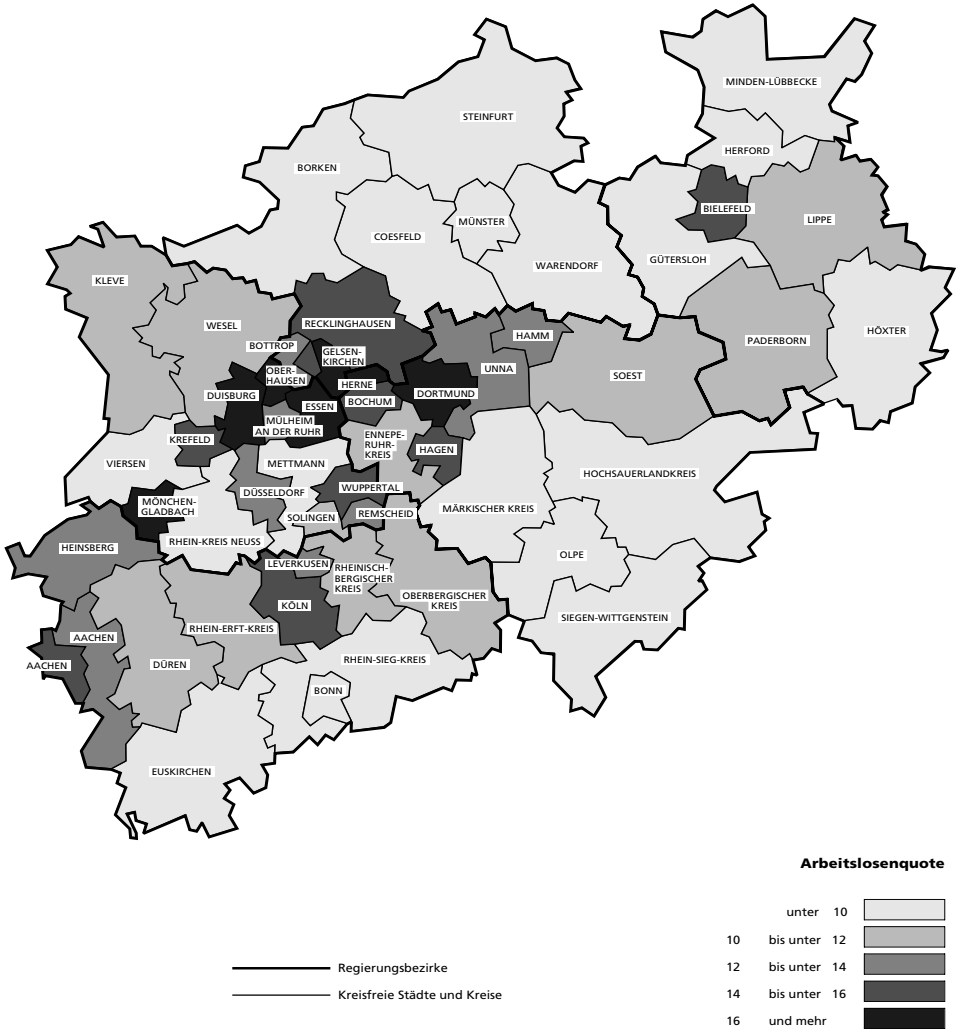 MINDEN-LÜBBECKE
STEINFURT
HERFORD
BORKEN
BIELEFELD
LIPPE
MÜNSTER
COESFELD
GÜTERSLOH
WARENDORF
KLEVE
RECKLINGHAUSEN
WESEL
HÖXTER
HAMM
PADERBORN
BOTTROP
GELSEN-
KIRCHEN
UNNA
OBER-
HAUSEN
SOEST
HERNE
DUISBURG
DORTMUND
BOCHUM
ESSEN
MÜLHEIM
AN DER RUHR
ENNEPE-
RUHR-
KREIS
KREFELD
HAGEN
VIERSEN
METTMANN
HOCHSAUERLANDKREIS
WUPPERTAL
DÜSSELDORF
MÖNCHEN-
GLADBACH
MÄRKISCHER KREIS
REMSCHEID
SOLINGEN
RHEIN-KREIS NEUSS
HEINSBERG
OLPE
LEVERKUSEN
RHEINISCH-
BERGISCHER
KREIS
OBERBERGISCHER
KREIS
KÖLN
SIEGEN-WITTGENSTEIN
RHEIN-ERFT-KREIS
AACHEN
RHEIN-SIEG-KREIS
AACHEN
DÜREN
BONN
EUSKIRCHEN
Arbeitslosenquote
unter 10
10 bis unter 12
12 bis unter 14
14 bis unter 16
16 und mehr
Regierungsbezirke
Kreisfreie Städte und Kreise